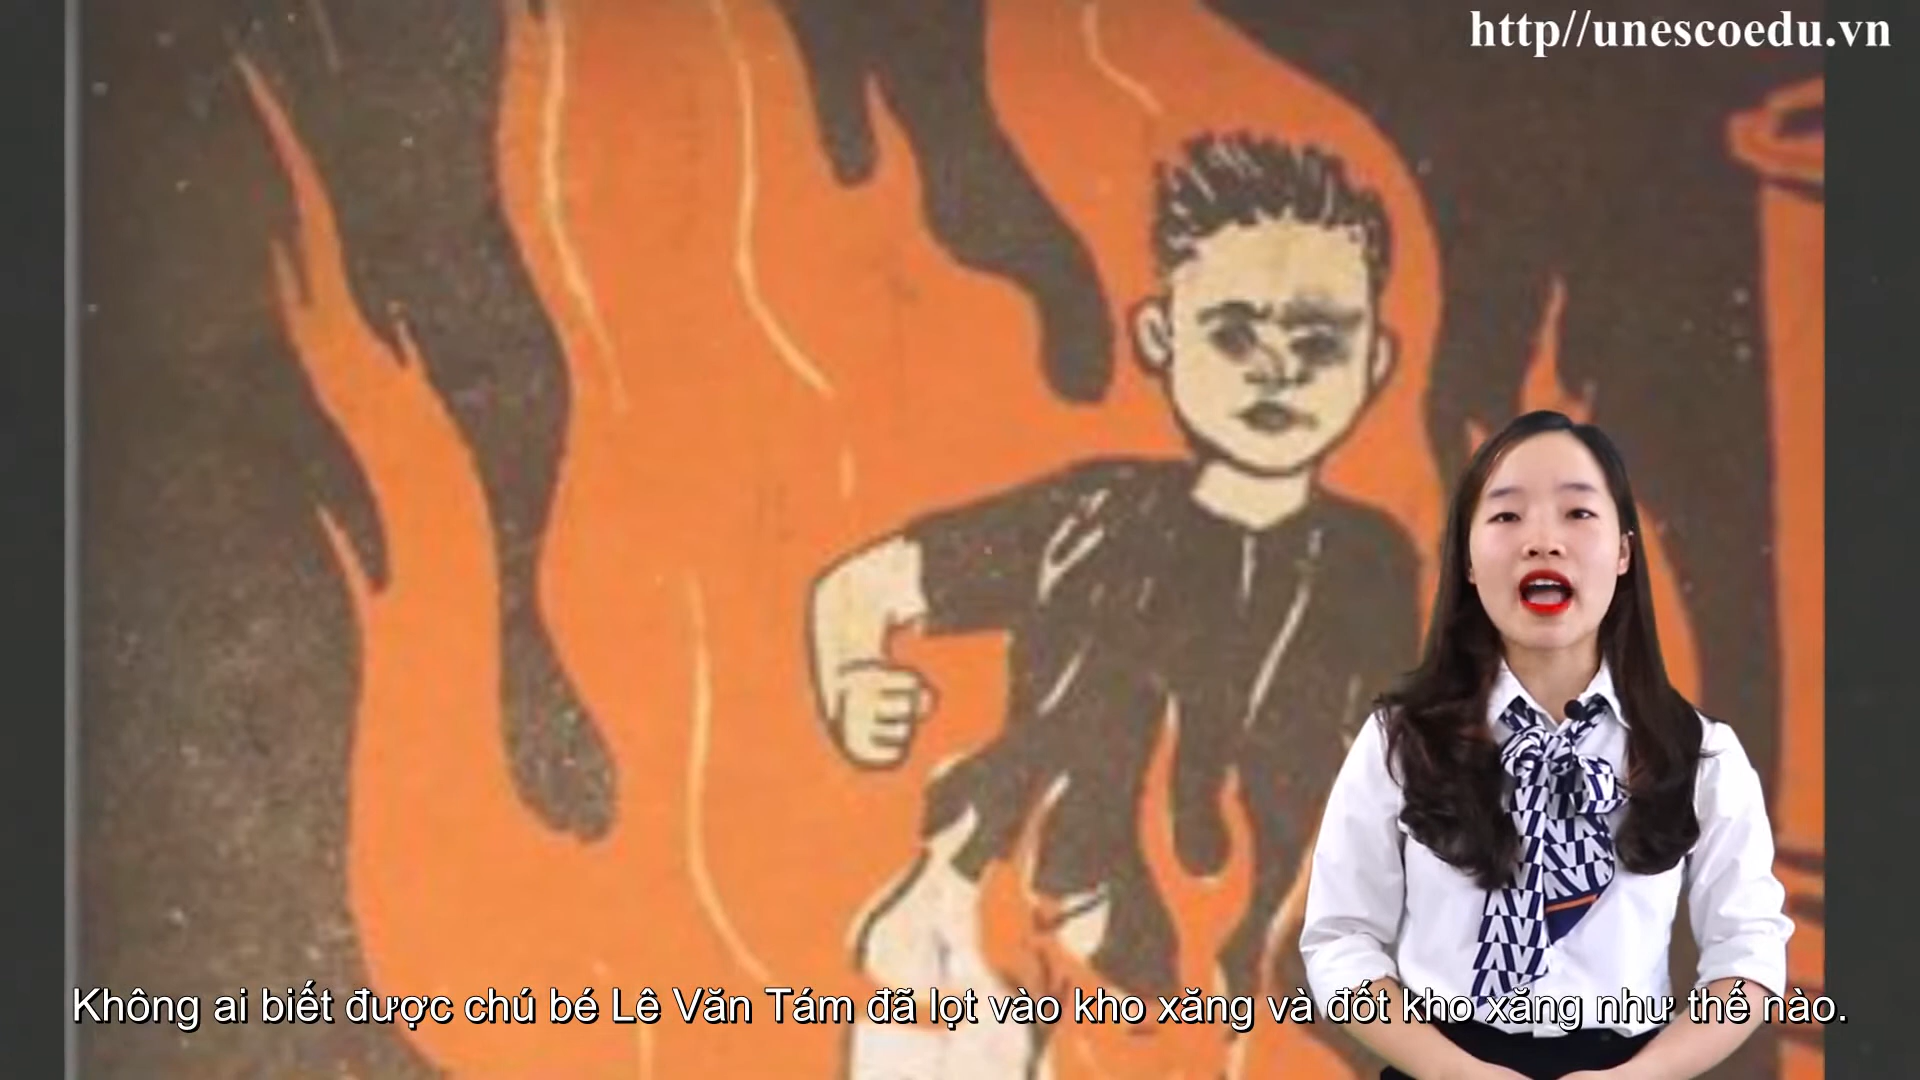 http//unescoedu.vn
Không ai biết được chú bé Lê Văn Tám đã lọt vào kho xăng và đốt kho xăng như thế nào.